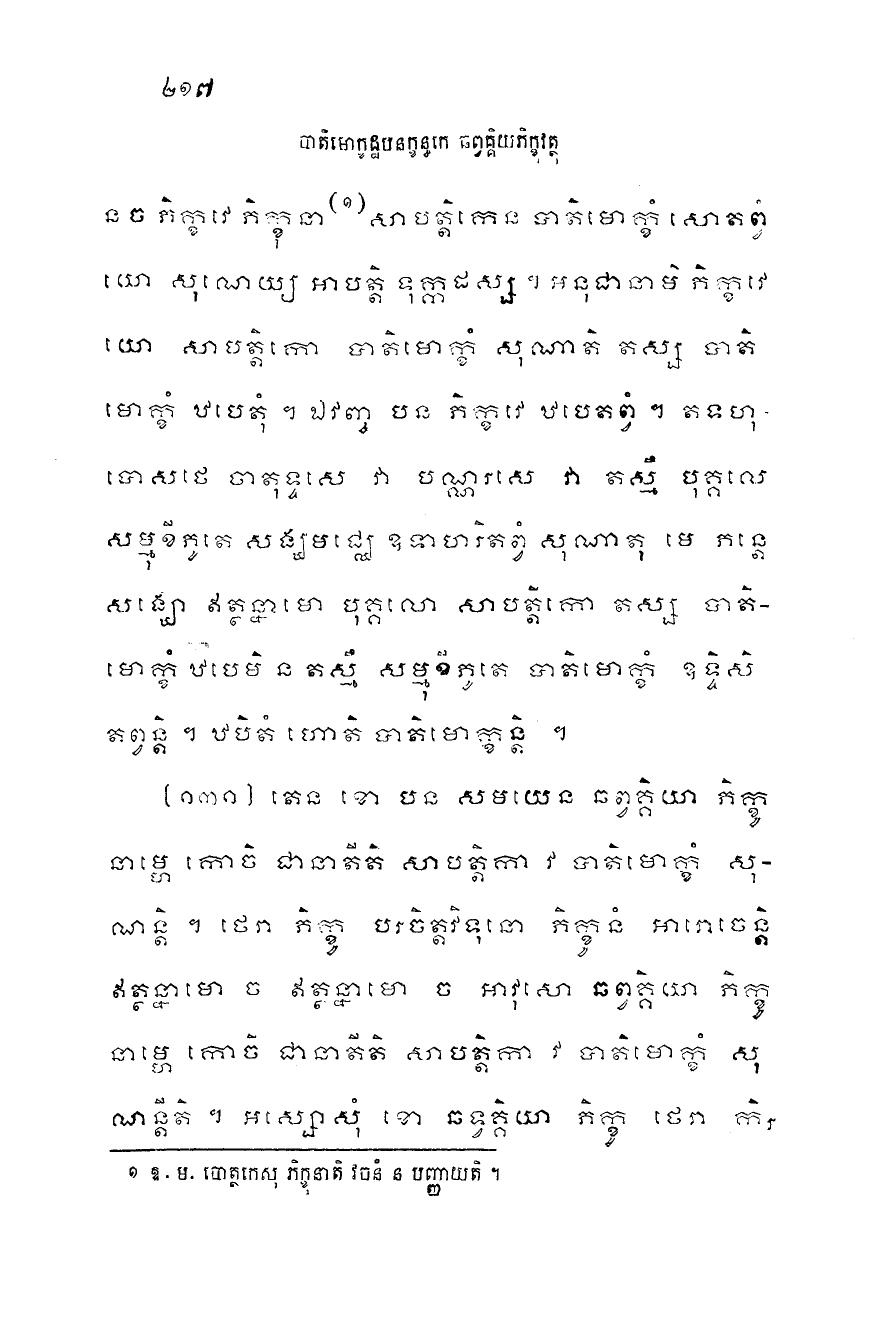 ២១៧
បាតិមោក្ខដ្ឋបនក្ខន្ធកេ ឆព្វគ្គិយភិក្ខុវត្ថុ
នច ភិក្ខវេ ភិក្ខុនា(១)សាបត្តិកេន បាតិមោក្ខំ សោតព្វំ
យោ សុណេយ្យ អាបត្តិ ទុក្កដស្ស ។ អនុជានាមិ ភិក្ខវេ
យោ សាបត្តិកោ បាតិមោក្ខំ សុណាតិ តស្ស បាតិ
មោក្ខំ ឋបេតុំ ។ ឯវញ្ច បន ភិក្ខវេ ឋបេតព្វំ ។ តទហុ-
បោសថេ ចាតុទ្ទសេ វា បណ្ណរសេ វា តស្មឹ បុគ្គលេ
សម្មុខីភូតេ សង្ឃមជ្ឈេ ឧទាហរិតព្វំ សុណាតុ មេ ភន្តេ
សង្ឃោ ឥត្ថន្នាមោ បុគ្គលោ សាបត្តិកោ តស្ស បាតិ-
មោក្ខំ ឋបេមិ ន តស្មឹ សម្មុខីភូតេ បាតិមោក្ខំ ឧទ្ទិសិ
តព្វន្តិ ។ ឋបិតំ ហោតិ បាតិមោក្ខន្តិ ។
(១៣១) តេន ខោ បន សមយេន ឆព្វគ្គិយា ភិក្ខូ
នាម្ហេ កោចិ ជានាតីតិ សាបត្តិកា វ បាតិមោក្ខំ សុ-
ណន្តិ ។ ថេរា ភិក្ខូ បរចិត្តវិទុនោ ភិក្ខូនំ អារោចេន្តិ
ឥត្ថន្នាមោ ច ឥត្ថន្នាមោ ច អាវុសោ ឆព្វគ្គិយា ភិក្ខូ
នាម្ហេ កោចិ ជានាតីតិ សាបត្តិកា វ បាតិមោក្ខំ សុ
ណន្តីតិ ។ អស្សោសុំ ខោ ឆព្វគ្គិយា ភិក្ខូ ថេរា កិរ
១ ឱ. ម. បោត្ថកេសុ ភិក្ខុនាតិ វចនំ ន បញ្ញាយតិ ។